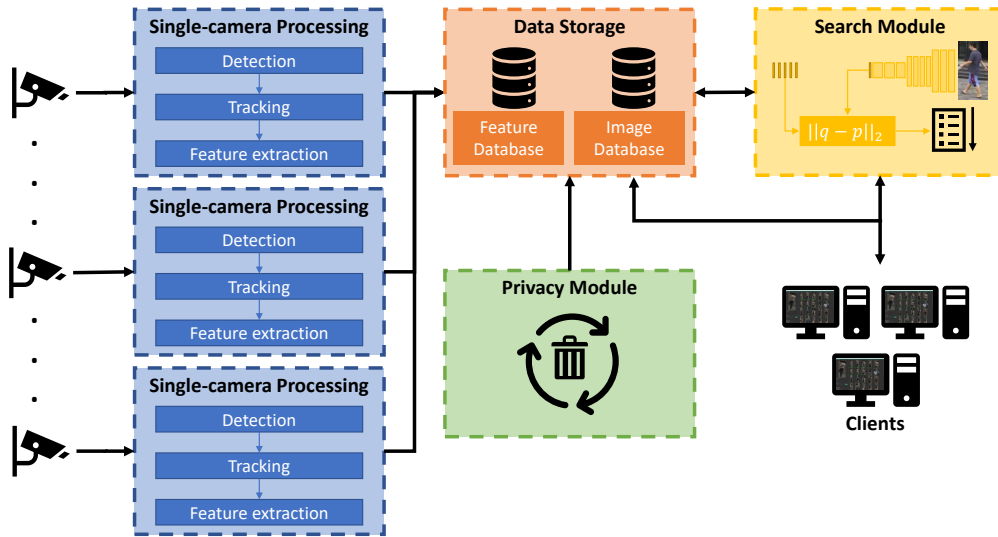 Single-camera Processing
Detection
Tracking
Feature extraction
Single-camera Processing
Detection
Tracking
Feature extraction
Single-camera Processing
Detection
Tracking
Feature extraction
Data Storage
Feature
Database
Image
Database
Privacy Module
Search Module
||q − p||₂
Clients